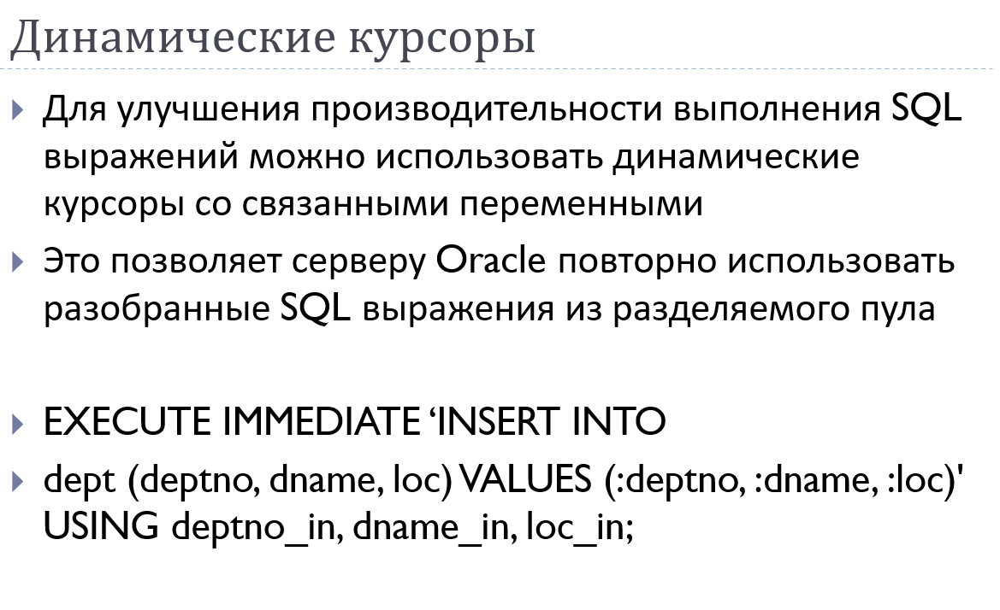 Динамические курсоры
Для улучшения производительности выполнения SQL
выражений можно использовать динамические
курсоры со связанными переменными
Это позволяет серверу Oracle повторно использовать
разобранные SQL выражения из разделяемого пула
EXECUTE IMMEDIATE ‘INSERT INTO
dept (deptno, dname, loc) VALUES (:deptno, :dname, :loc)'
USING deptno_in, dname_in, loc_in;